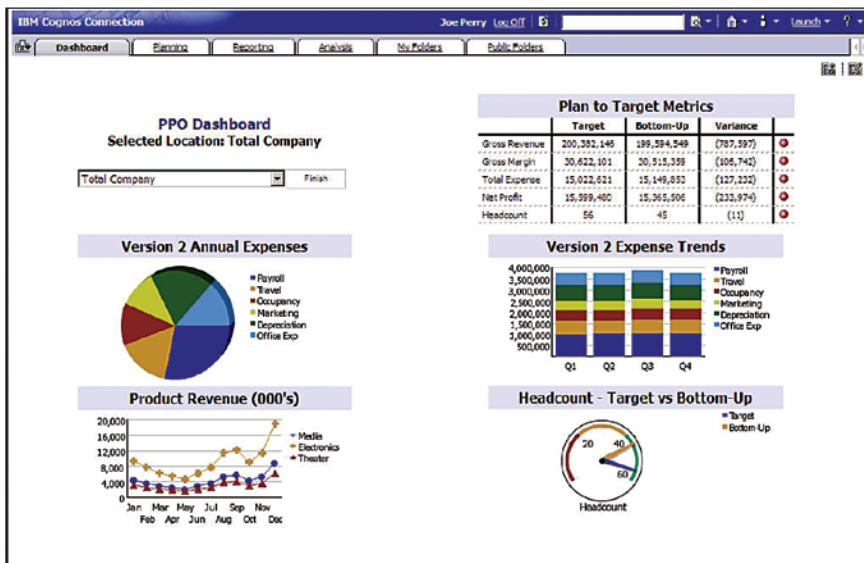 IBM Cognos Connection
Joe Perry Log Off Launch ?
Dashboard Planning Reporting Analysis My Folders Public Folders
PPO Dashboard
Selected Location: Total Company
Total Company Finish
Plan to Target Metrics
Target Bottom-Up Variance
Gross Revenue 200,382,146 199,594,549 (787,597)
Gross Margin 30,622,101 30,515,359 (106,742)
Total Expense 15,022,621 15,149,853 (127,232)
Net Profit 15,599,480 15,365,506 (233,974)
Headcount 56 45 (11)
Version 2 Annual Expenses
Payroll
Travel
Occupancy
Marketing
Depreciation
Office Exp
Version 2 Expense Trends
4,000,000
3,500,000
3,000,000
2,500,000
2,000,000
1,500,000
1,000,000
500,000
Q1 Q2 Q3 Q4
Payroll
Travel
Occupancy
Marketing
Depreciation
Office Exp
Product Revenue (000's)
20,000
16,000
12,000
8,000
4,000
0
Jan Mar May Jul Sep Nov
Feb Apr Jun Aug Oct Dec
Media
Electronics
Theater
Headcount - Target vs Bottom-Up
Target
Bottom-Up
20 40
60
Headcount